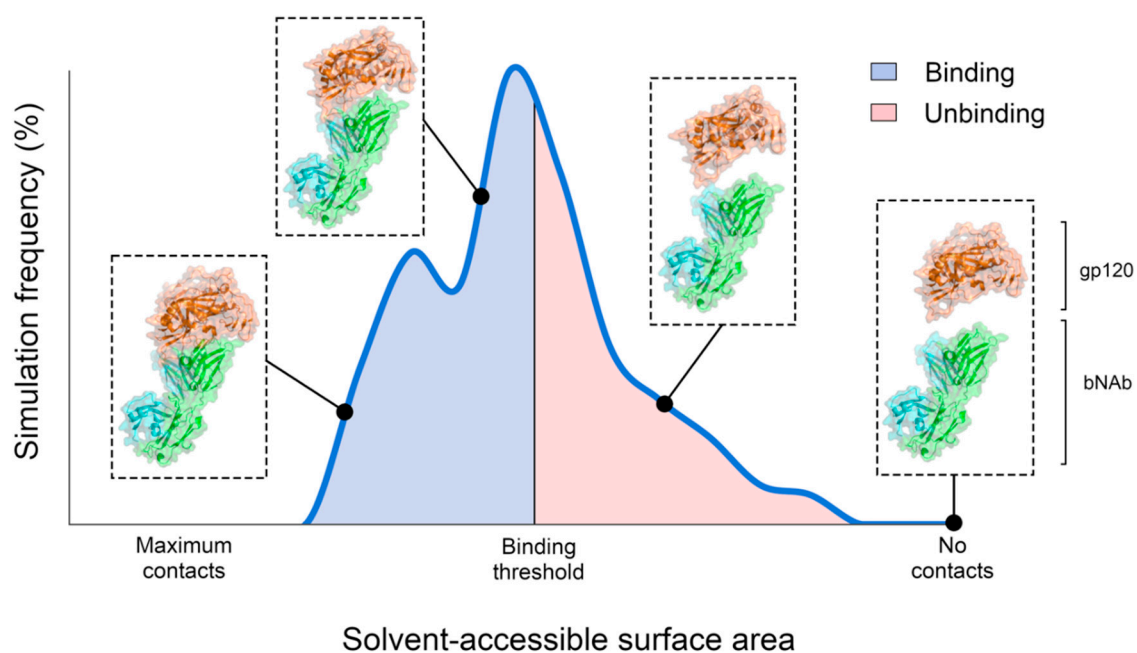 Simulation frequency (%)
Binding
Unbinding
gp120
bNAb
Maximum
contacts
Binding
threshold
No
contacts
Solvent-accessible surface area